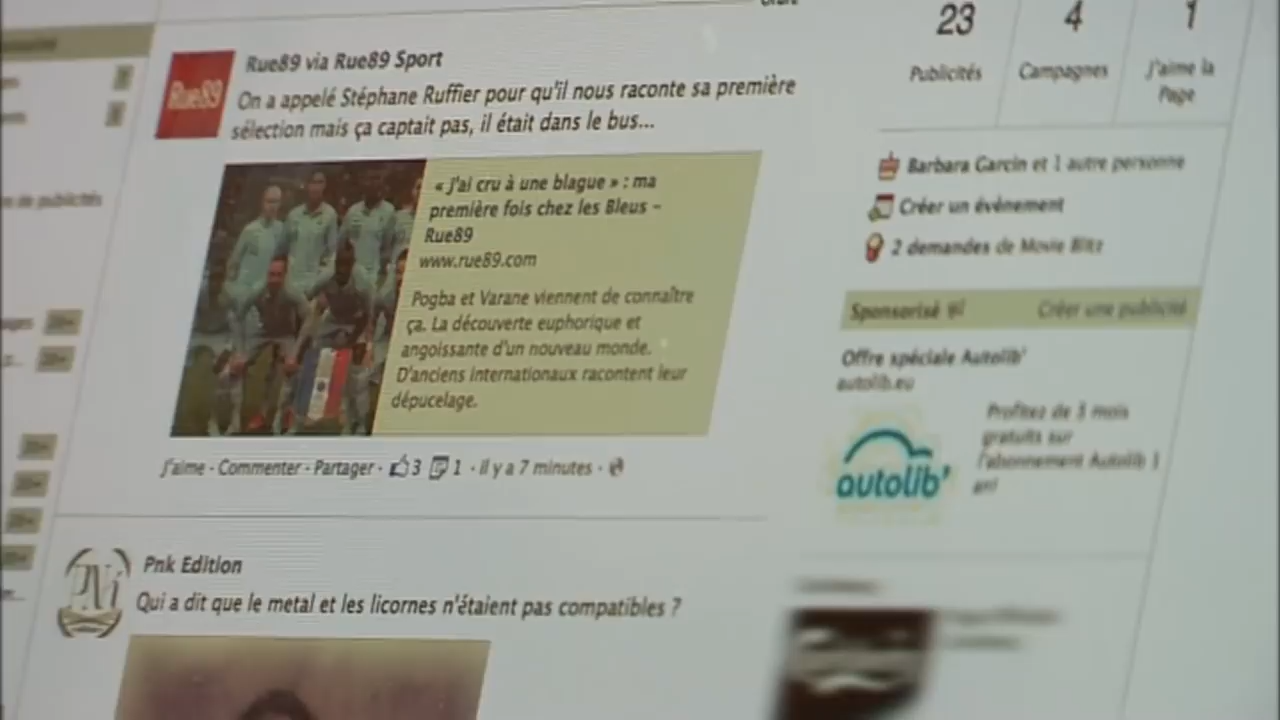 Rue89
Rue89 via Rue89 Sport
On a appelé Stéphane Ruffier pour qu'il nous raconte sa première
sélection mais ça captait pas, il était dans le bus...
« J'ai cru à une blague » : ma
première fois chez les Bleus –
Rue89
www.rue89.com
Pogba et Varane viennent de connaître
ça. La découverte euphorique et
angoissante d'un nouveau monde.
D'anciens internationaux racontent leur
dépucelage.
J'aime · Commenter · Partager · 3 1 · il y a 7 minutes ·
Pnk Edition
Qui a dit que le metal et les licornes n'étaient pas compatibles ?
23 4 1
Publicités Campagnes J'aime la
Page
Barbara Garcin et 1 autre personne
Créer un évènement
2 demandes de Movie Blitz
Sponsorisé Créer une publicité
Offre spéciale Autolib'
autolib.eu
autolib'
Profitez de 3 mois
gratuits sur
l'abonnement Autolib 1
an!
de publicités